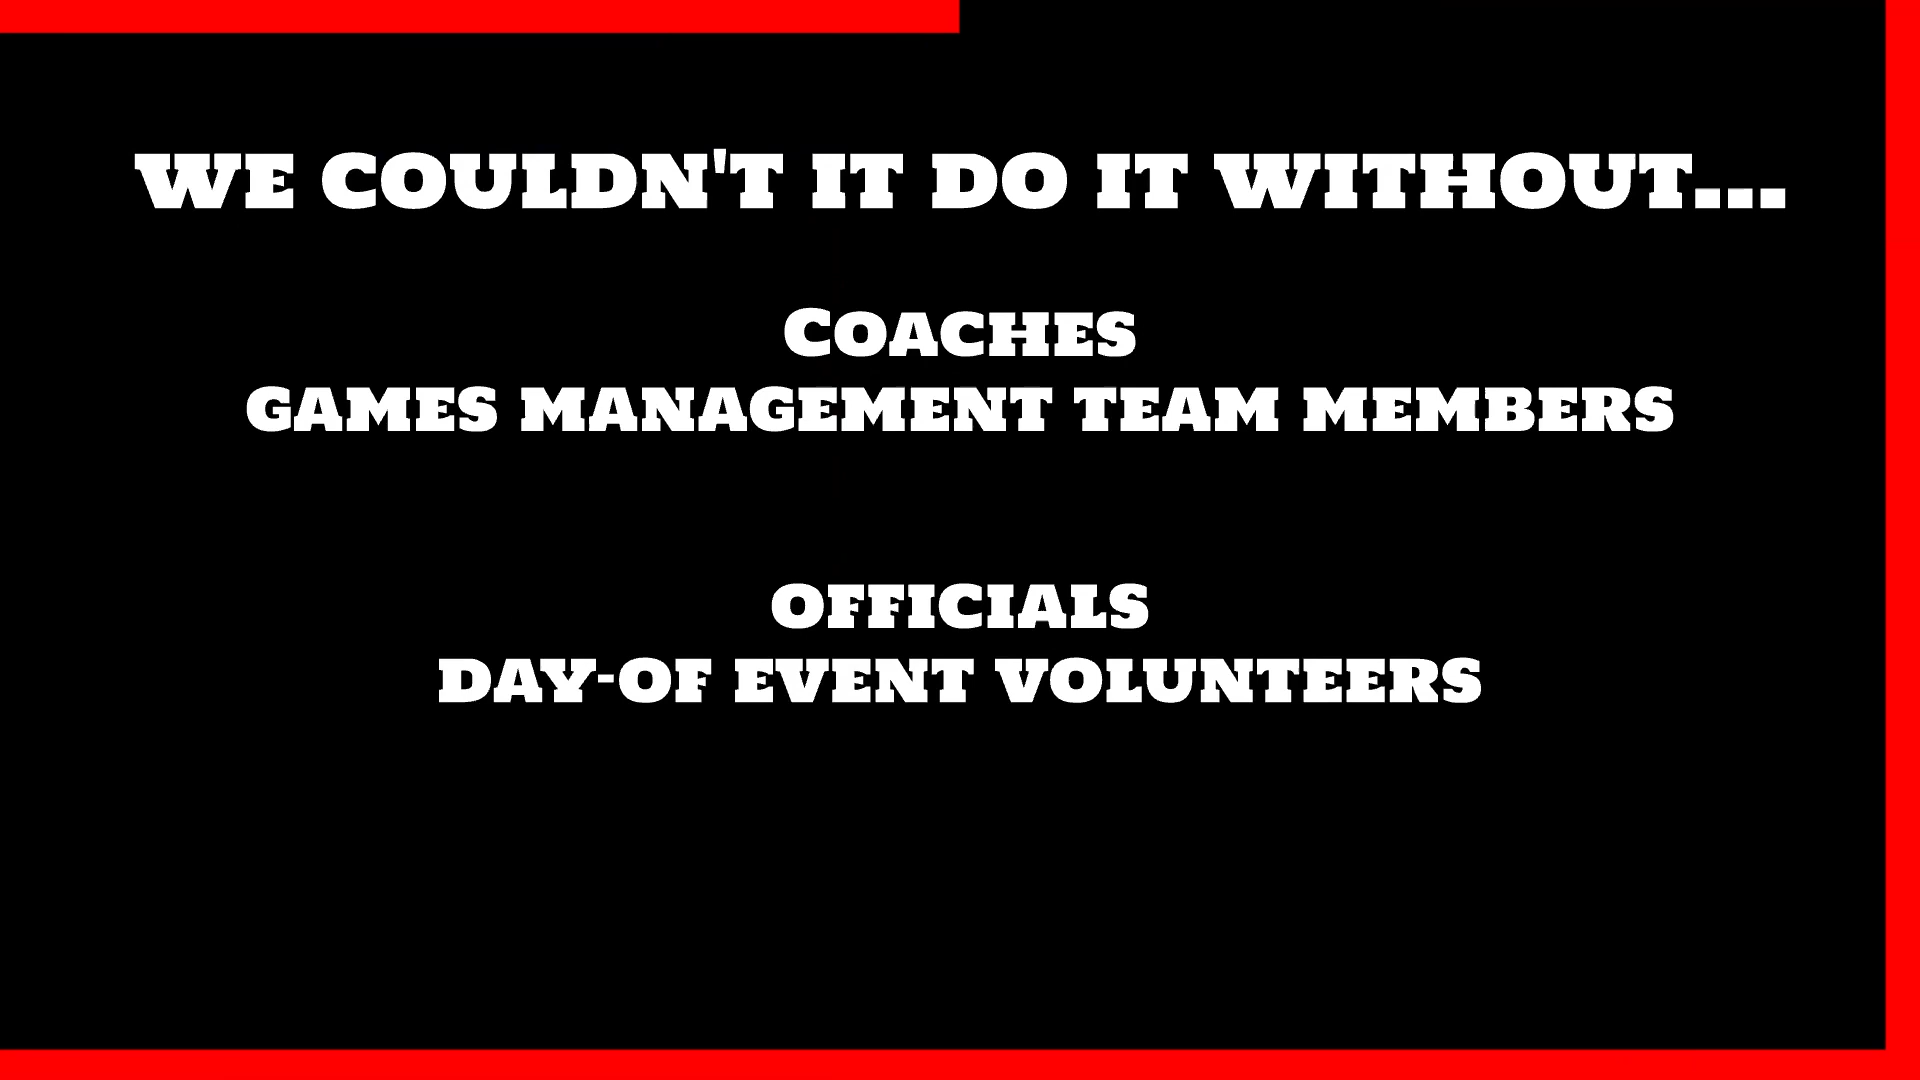 WE COULDN'T IT DO IT WITHOUT...
COACHES
GAMES MANAGEMENT TEAM MEMBERS
OFFICIALS
DAY-OF EVENT VOLUNTEERS